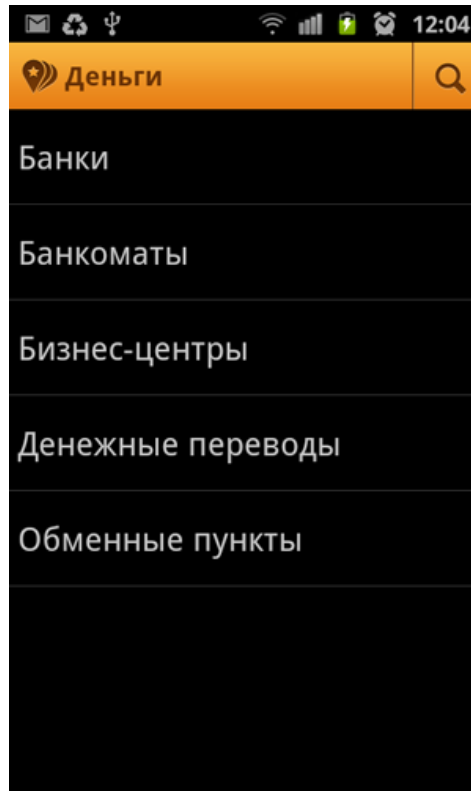 12:04
Деньги
Банки
Банкоматы
Бизнес-центры
Денежные переводы
Обменные пункты